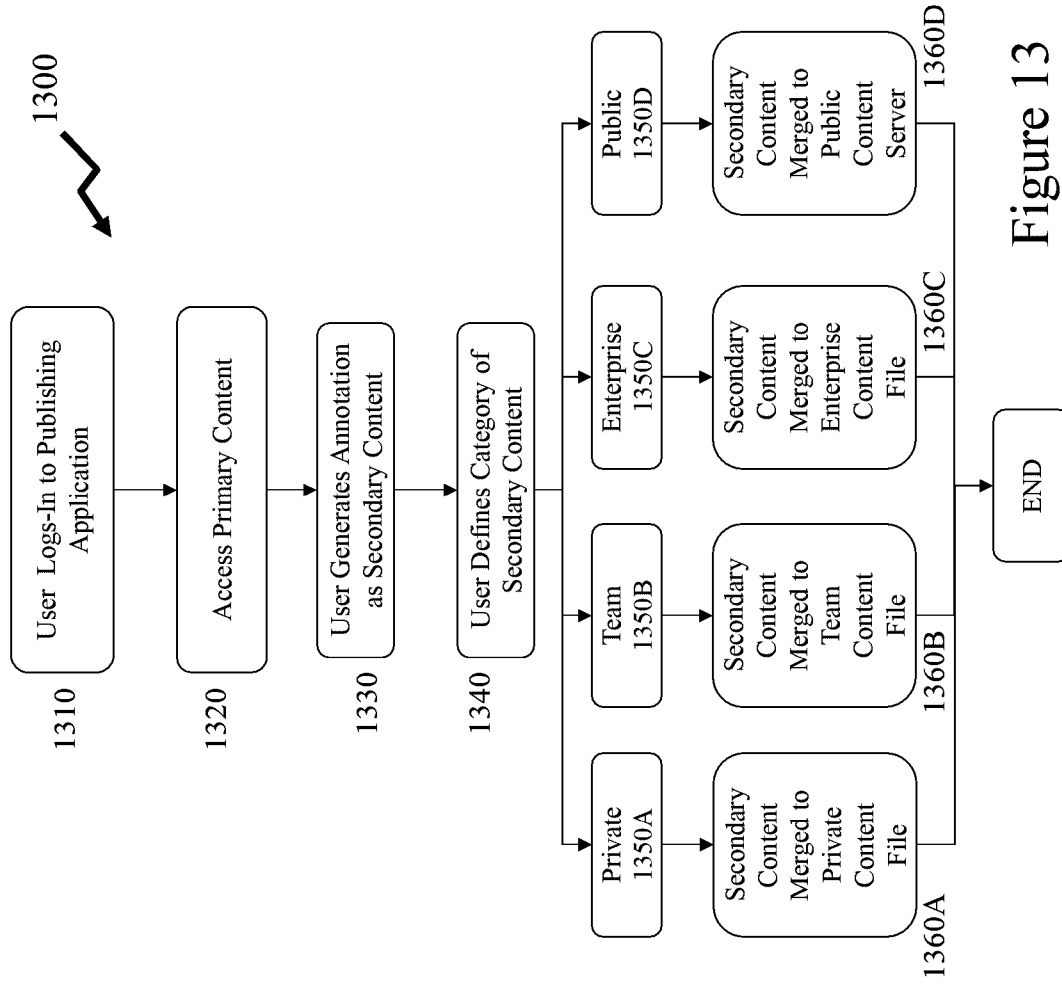 1300
1310
User Logs-In to Publishing
Application
1320
Access Primary Content
1330
User Generates Annotation
as Secondary Content
1340
User Defines Category of
Secondary Content
Private
1350A
Team
1350B
Enterprise
1350C
Public
1350D
Secondary
Content
Merged to
Private
Content
File
1360A
Secondary
Content
Merged to
Team
Content
File
1360B
Secondary
Content
Merged to
Enterprise
Content
File
1360C
Secondary
Content
Merged to
Public
Content
Server
1360D
END
Figure 13